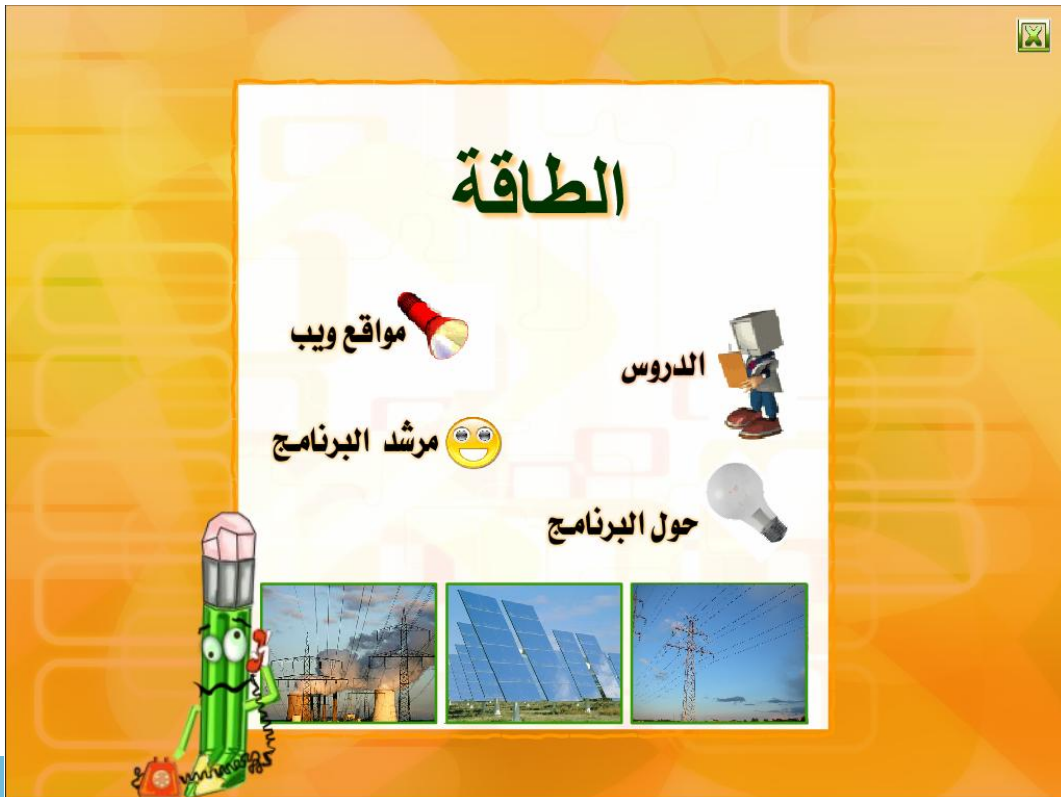 الطاقة
مواقع ويب
الدروس
مرشد البرنامج
حول البرنامج